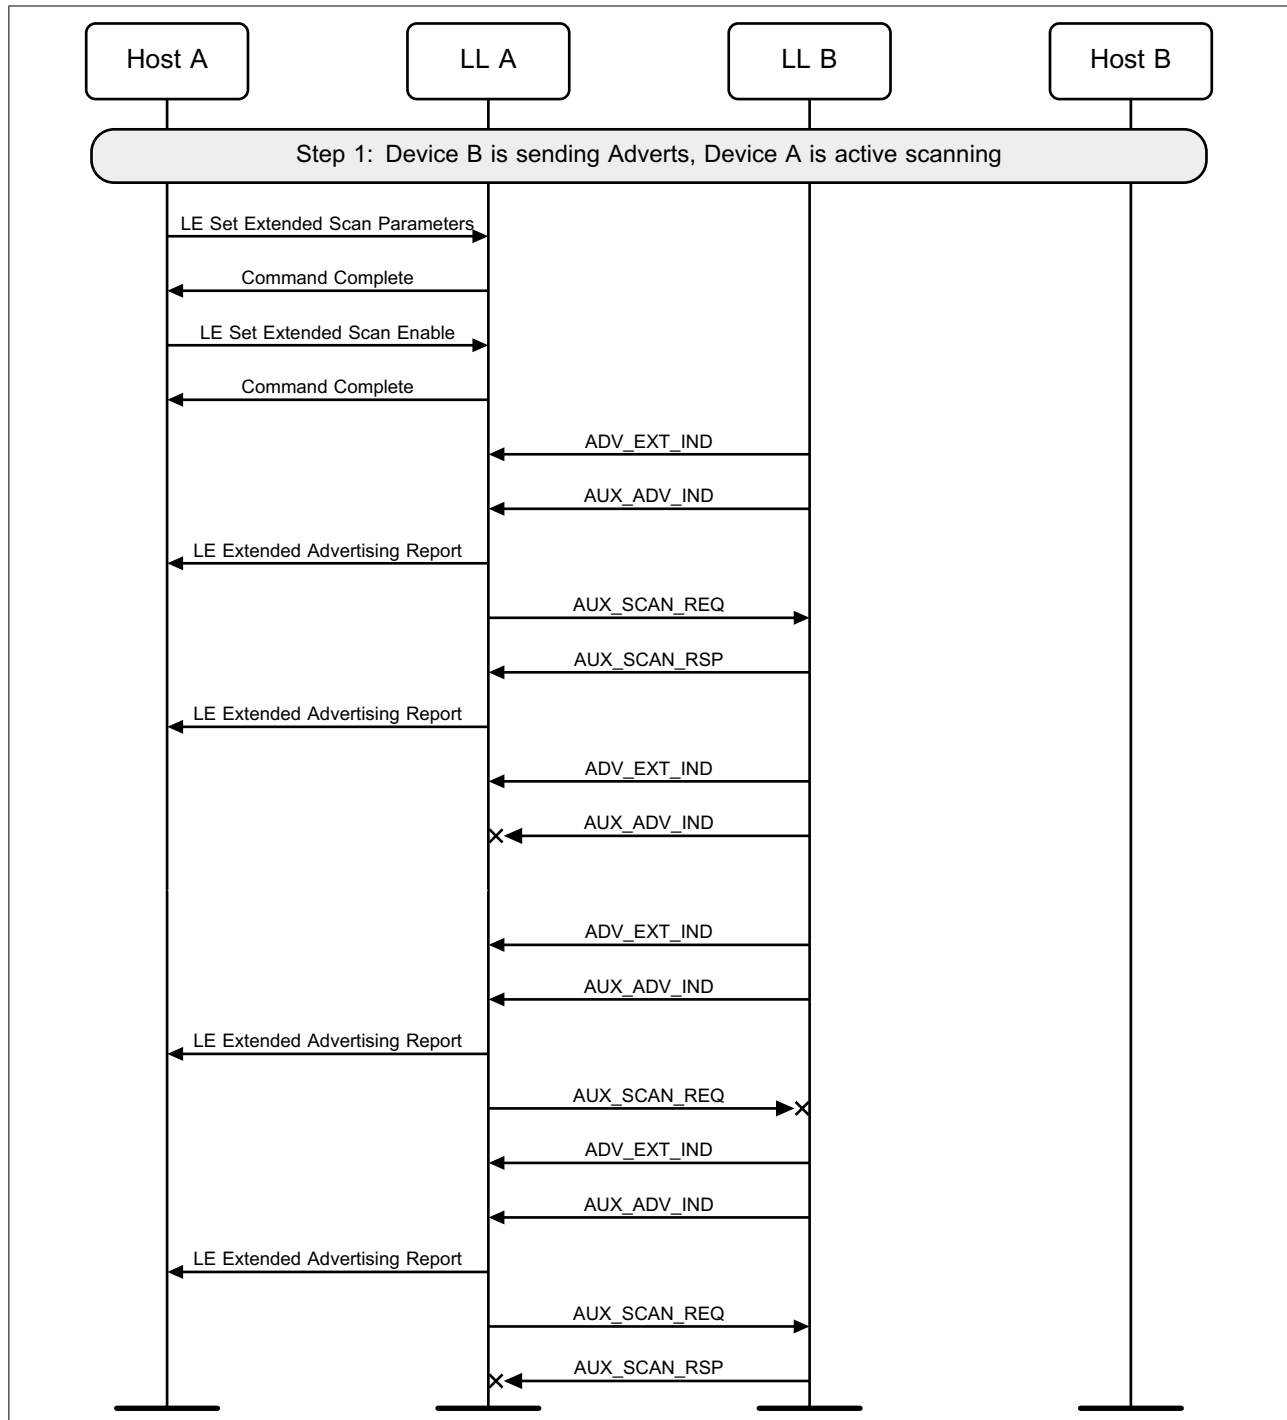 Host A
LL A
LL B
Host B
Step 1: Device B is sending Adverts, Device A is active scanning
LE Set Extended Scan Parameters
Command Complete
LE Set Extended Scan Enable
Command Complete
ADV_EXT_IND
AUX_ADV_IND
LE Extended Advertising Report
AUX_SCAN_REQ
AUX_SCAN_RSP
LE Extended Advertising Report
ADV_EXT_IND
AUX_ADV_IND
ADV_EXT_IND
AUX_ADV_IND
LE Extended Advertising Report
AUX_SCAN_REQ
ADV_EXT_IND
AUX_ADV_IND
LE Extended Advertising Report
AUX_SCAN_REQ
AUX_SCAN_RSP